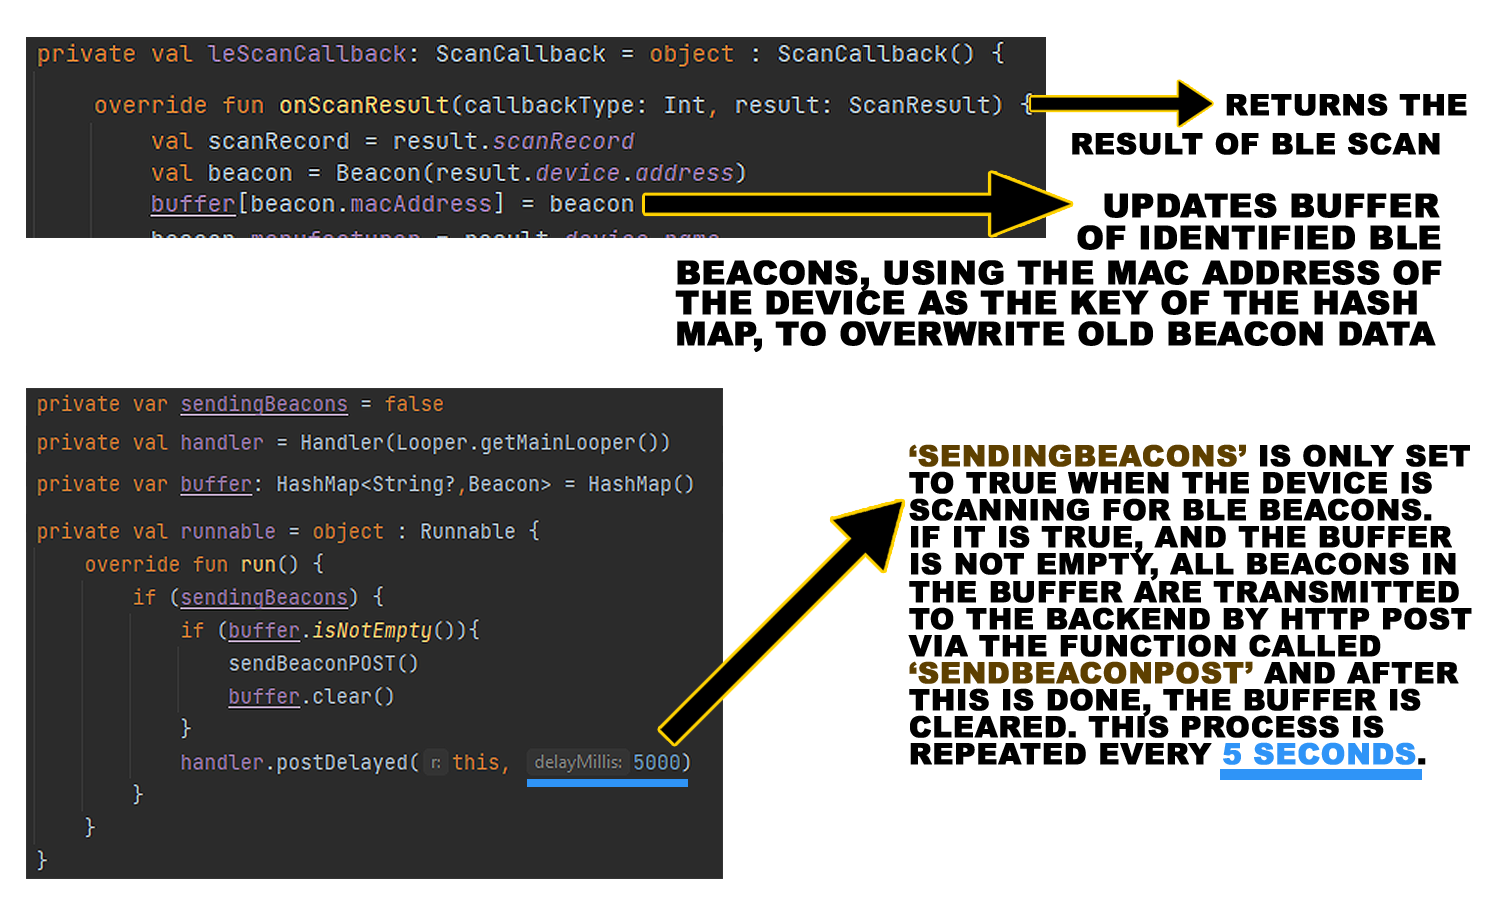 private val leScanCallback: ScanCallback = object : ScanCallback() {
override fun onScanResult(callbackType: Int, result: ScanResult) {
val scanRecord = result.scanRecord
val beacon = Beacon(result.device.address)
buffer[beacon.macAddress] = beacon
beacon.manufacturer = result.device.name
RETURNS THE
RESULT OF BLE SCAN
UPDATES BUFFER
OF IDENTIFIED BLE
BEACONS, USING THE MAC ADDRESS OF
THE DEVICE AS THE KEY OF THE HASH
MAP, TO OVERWRITE OLD BEACON DATA
private var sendingBeacons = false
private val handler = Handler(Looper.getMainLooper())
private var buffer: HashMap<String?,Beacon> = HashMap()
private val runnable = object : Runnable {
override fun run() {
if (sendingBeacons) {
if (buffer.isNotEmpty()){
sendBeaconPOST()
buffer.clear()
}
handler.postDelayed( r: this, delayMillis: 5000)
}
}
}
‘SENDINGBEACONS’ IS ONLY SET
TO TRUE WHEN THE DEVICE IS
SCANNING FOR BLE BEACONS.
IF IT IS TRUE, AND THE BUFFER
IS NOT EMPTY, ALL BEACONS IN
THE BUFFER ARE TRANSMITTED
TO THE BACKEND BY HTTP POST
VIA THE FUNCTION CALLED
‘SENDBEACONPOST’ AND AFTER
THIS IS DONE, THE BUFFER IS
CLEARED. THIS PROCESS IS
REPEATED EVERY 5 SECONDS.